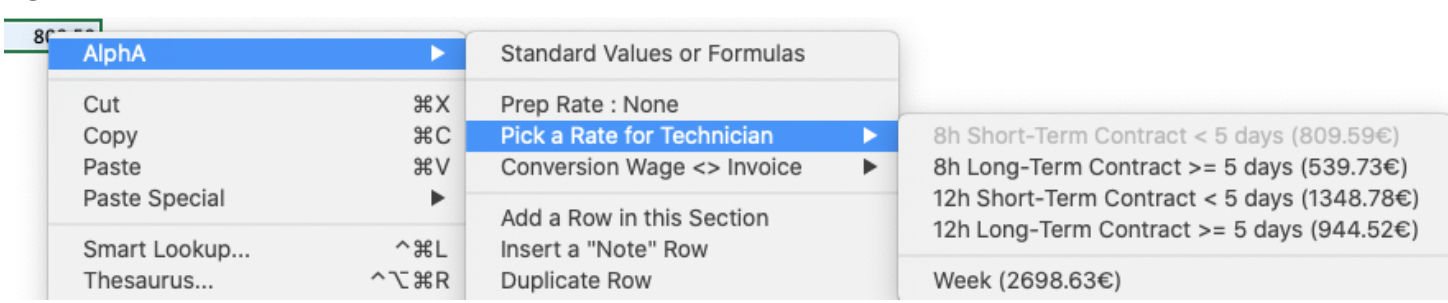 AlphA
Cut ⌘X
Copy ⌘C
Paste ⌘V
Paste Special
Smart Lookup... ^⌘L
Thesaurus... ^⌥⌘R
Standard Values or Formulas
Prep Rate : None
Pick a Rate for Technician
Conversion Wage <> Invoice
Add a Row in this Section
Insert a "Note" Row
Duplicate Row
8h Short-Term Contract < 5 days (809.59€)
8h Long-Term Contract >= 5 days (539.73€)
12h Short-Term Contract < 5 days (1348.78€)
12h Long-Term Contract >= 5 days (944.52€)
Week (2698.63€)